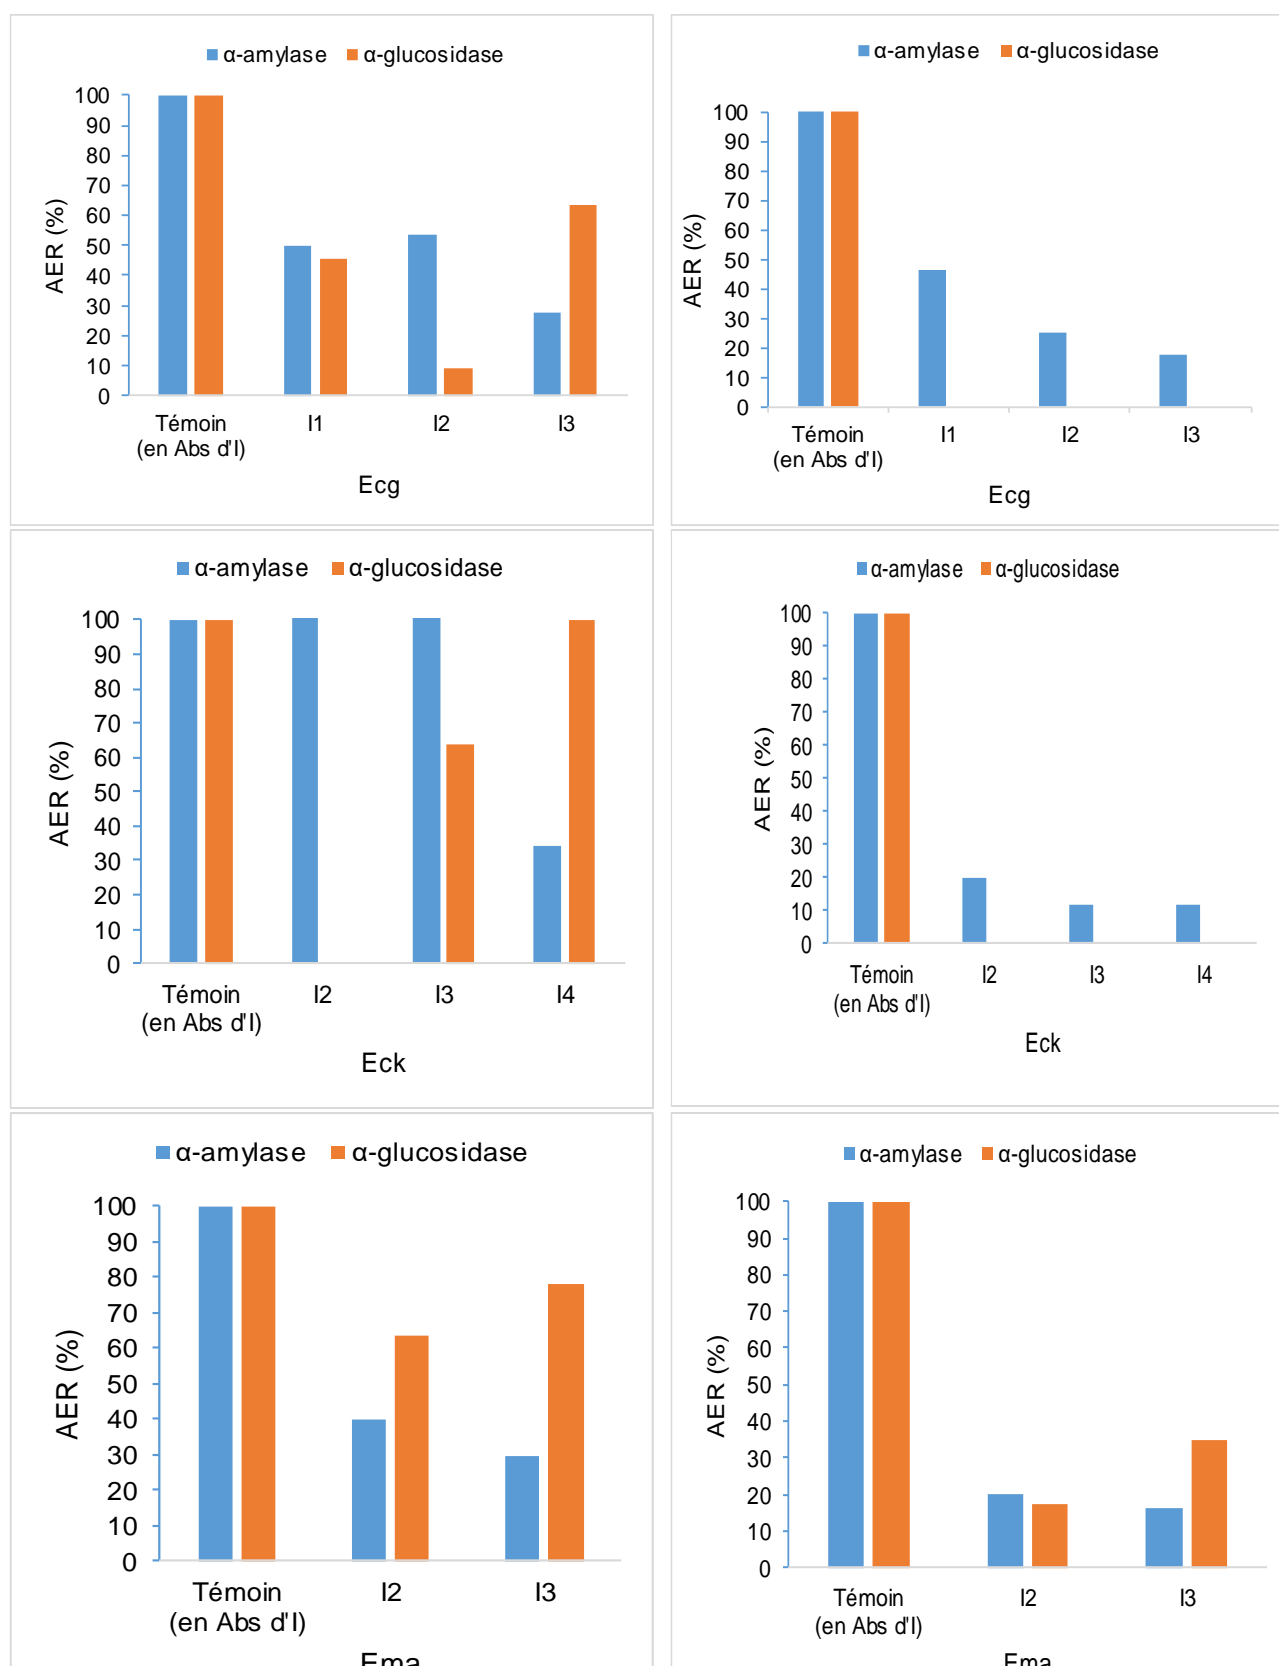 α-amylase α-glucosidase
100
90
80
70
60
50
40
30
20
10
0
AER (%)
Témoin I1 I2 I3
(en Abs d'I)
Ecg
α-amylase α-glucosidase
100
90
80
70
60
50
40
30
20
10
0
AER (%)
Témoin I1 I2 I3
(en Abs d'I)
Ecg
α-amylase α-glucosidase
100
90
80
70
60
50
40
30
20
10
0
AER (%)
Témoin I2 I3 I4
(en Abs d'I)
Eck
α-amylase α-glucosidase
100
90
80
70
60
50
40
30
20
10
0
AER (%)
Témoin I2 I3 I4
(en Abs d'I)
Eck
α-amylase α-glucosidase
100
90
80
70
60
50
40
30
20
10
0
AER (%)
Témoin I2 I3
(en Abs d'I)
Ema
α-amylase α-glucosidase
100
90
80
70
60
50
40
30
20
10
0
AER (%)
Témoin I2 I3
(en Abs d'I)
Ema